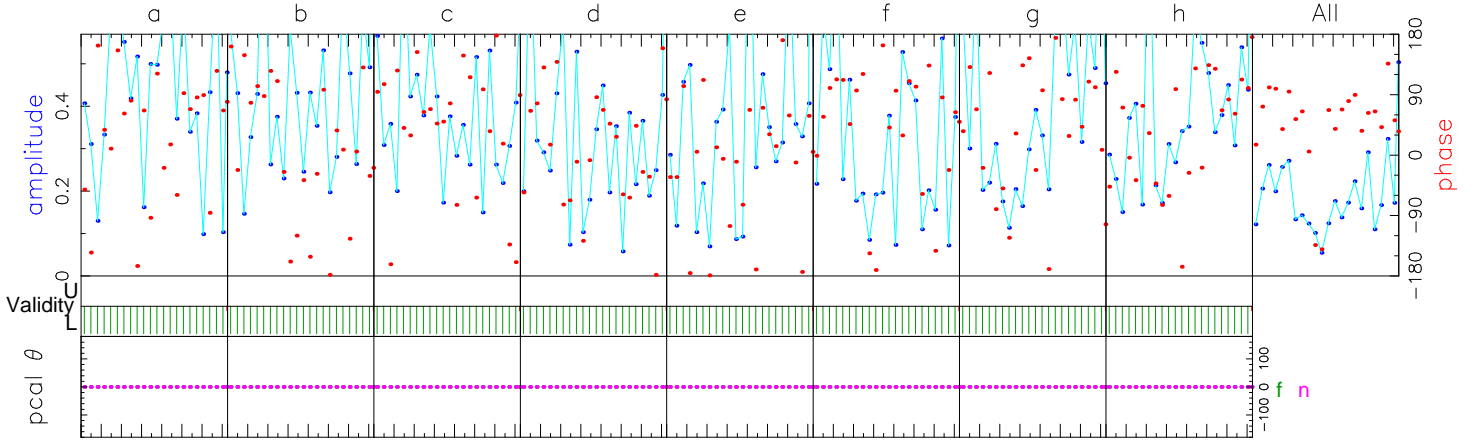 a b c d e f g h All
amplitude
0.4
0.2
0
180
90
0
−90
−180
phase
U
Validity
L
pcal θ
100
0
−100
f n